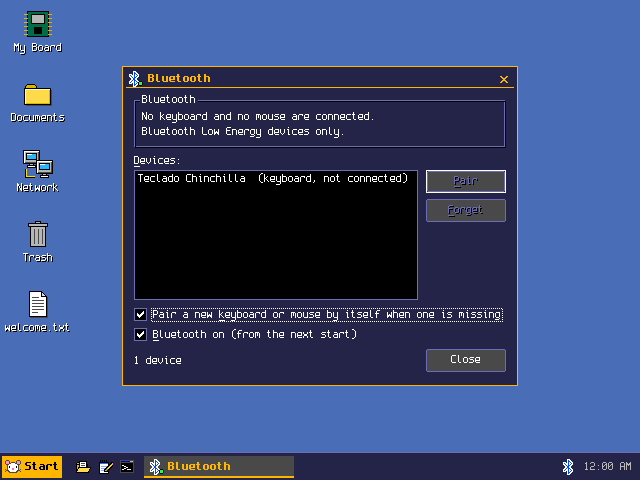 My Board
Documents
Network
Trash
welcome.txt
Bluetooth
Bluetooth
No keyboard and no mouse are connected.
Bluetooth Low Energy devices only.
Devices:
Teclado Chinchilla (keyboard, not connected)
Pair
Forget
Pair a new keyboard or mouse by itself when one is missing
Bluetooth on (from the next start)
1 device
Close
Start
Bluetooth
12:00 AM